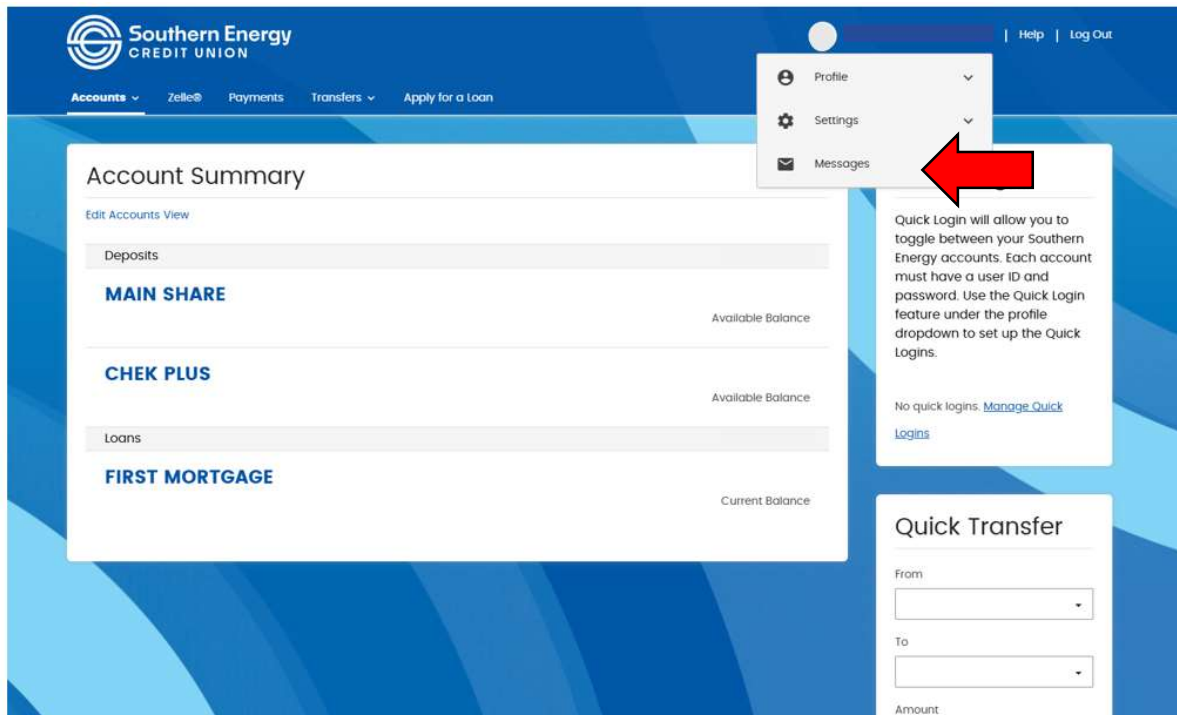 Southern Energy
CREDIT UNION
| Help | Log Out
Accounts Zelle® Payments Transfers Apply for a Loan
Profile
Settings
Messages
Account Summary
Edit Accounts View
Deposits
MAIN SHARE
Available Balance
CHEK PLUS
Available Balance
Loans
FIRST MORTGAGE
Current Balance
Quick Login will allow you to
toggle between your Southern
Energy accounts. Each account
must have a user ID and
password. Use the Quick Login
feature under the profile
dropdown to set up the Quick
Logins.
No quick logins. Manage Quick
Logins
Quick Transfer
From
To
Amount